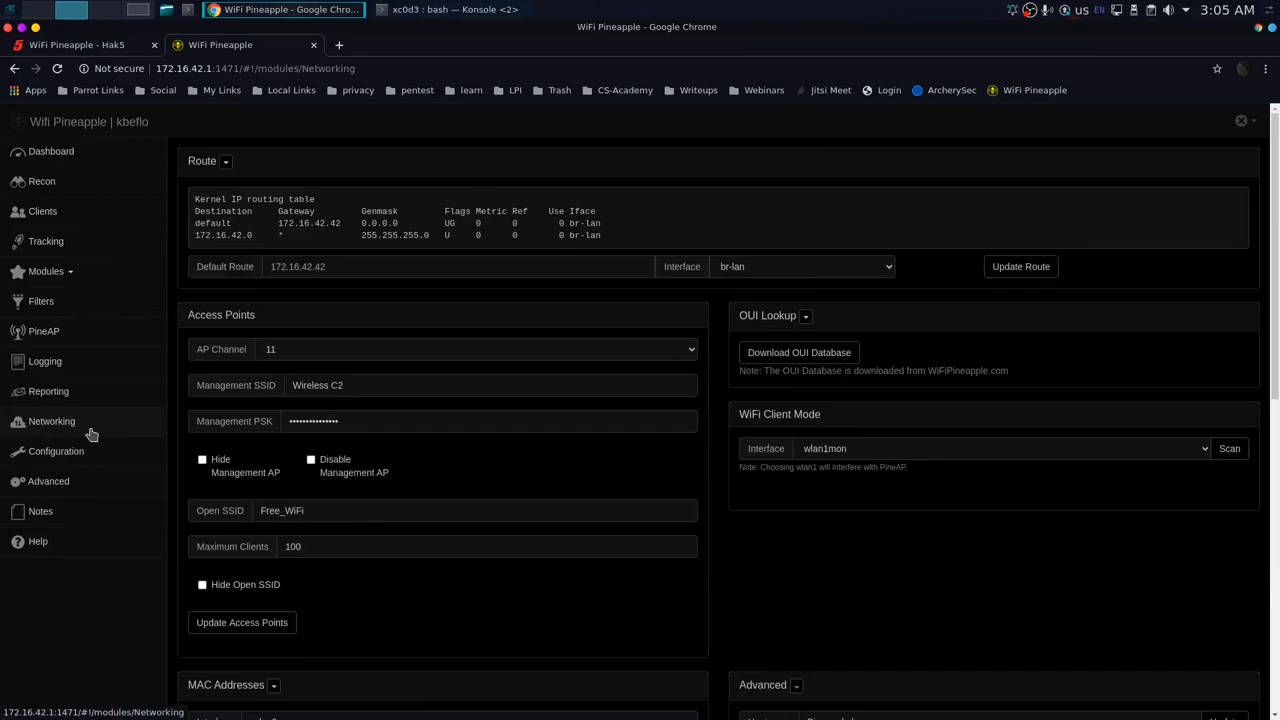 WiFi Pineapple - Google Chro...
xc0d3 : bash — Konsole <2>
us EN 3:05 AM
WiFi Pineapple - Google Chrome
WiFi Pineapple - Hak5
WiFi Pineapple
Not secure 172.16.42.1:1471/#!/modules/Networking
Apps Parrot Links Social My Links Local Links privacy pentest learn LPI Trash CS-Academy Writeups Webinars Jitsi Meet Login ArcherySec WiFi Pineapple
Wifi Pineapple | kbeflo
Dashboard
Recon
Clients
Tracking
Modules
Filters
PineAP
Logging
Reporting
Networking
Configuration
Advanced
Notes
Help
Route
Kernel IP routing table
Destination Gateway Genmask Flags Metric Ref Use Iface
default 172.16.42.42 0.0.0.0 UG 0 0 0 br-lan
172.16.42.0 * 255.255.255.0 U 0 0 0 br-lan
Default Route 172.16.42.42 Interface br-lan Update Route
Access Points
AP Channel 11
Management SSID Wireless C2
Management PSK •••••••••••••••
Hide Management AP
Disable Management AP
Open SSID Free_WiFi
Maximum Clients 100
Hide Open SSID
Update Access Points
OUI Lookup
Download OUI Database
Note: The OUI Database is downloaded from WiFiPineapple.com
WiFi Client Mode
Interface wlan1mon Scan
Note: Choosing wlan1 will interfere with PineAP.
MAC Addresses
Advanced
172.16.42.1:1471/#!/modules/Networking